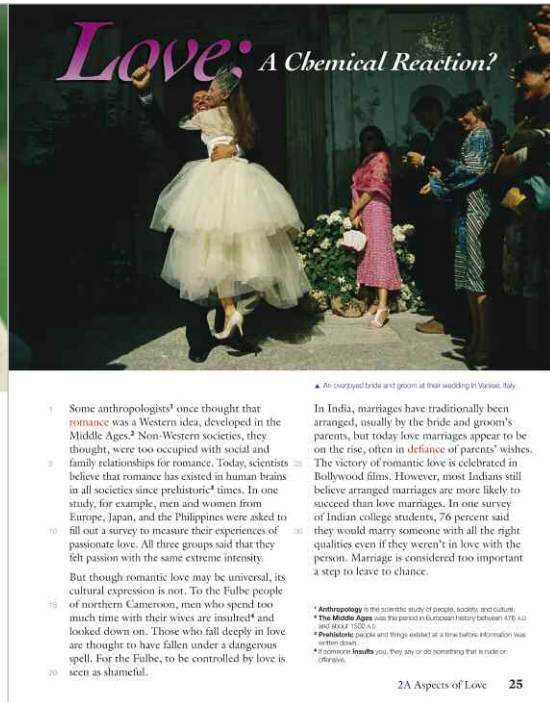 Love: A Chemical Reaction?
▲ An overjoyed bride and groom at their wedding in Varese, Italy
1 Some anthropologists¹ once thought that
romance was a Western idea, developed in the
Middle Ages.² Non-Western societies, they
thought, were too occupied with social and
5 family relationships for romance. Today, scientists
believe that romance has existed in human brains
in all societies since prehistoric³ times. In one
study, for example, men and women from
Europe, Japan, and the Philippines were asked to
10 fill out a survey to measure their experiences of
passionate love. All three groups said that they
felt passion with the same extreme intensity.
But though romantic love may be universal, its
cultural expression is not. To the Fulbe people
15 of northern Cameroon, men who spend too
much time with their wives are insulted⁴ and
looked down on. Those who fall deeply in love
are thought to have fallen under a dangerous
spell. For the Fulbe, to be controlled by love is
20 seen as shameful.
In India, marriages have traditionally been
arranged, usually by the bride and groom's
parents, but today love marriages appear to be
on the rise, often in defiance of parents' wishes.
25 The victory of romantic love is celebrated in
Bollywood films. However, most Indians still
believe arranged marriages are more likely to
succeed than love marriages. In one survey
of Indian college students, 76 percent said
30 they would marry someone with all the right
qualities even if they weren't in love with the
person. Marriage is considered too important
a step to leave to chance.
¹ Anthropology is the scientific study of people, society, and culture.
² The Middle Ages was the period in European history between 476 A.D.
and about 1500 A.D.
³ Prehistoric people and things existed at a time before information was
written down.
⁴ If someone insults you, they say or do something that is rude or
offensive.
2A Aspects of Love 25